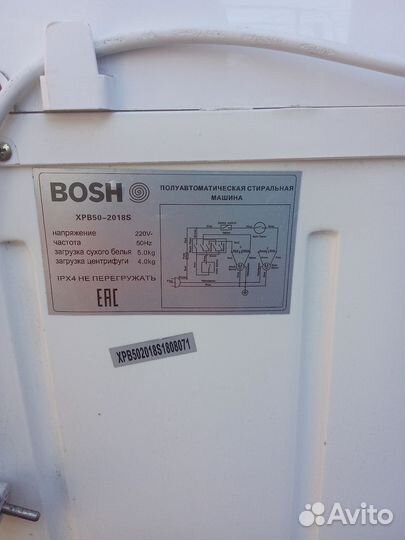 BOSH
ПОЛУАВТОМАТИЧЕСКАЯ СТИРАЛЬНАЯ
МАШИНА
XPB50-2018S
напряжение 220V-
частота 50Hz
загрузка сухого белья 5.0kg
загрузка центрифуги 4.0kg
IPX4 НЕ ПЕРЕГРУЖАТЬ
EAC
XPB502018S1808071
Avito